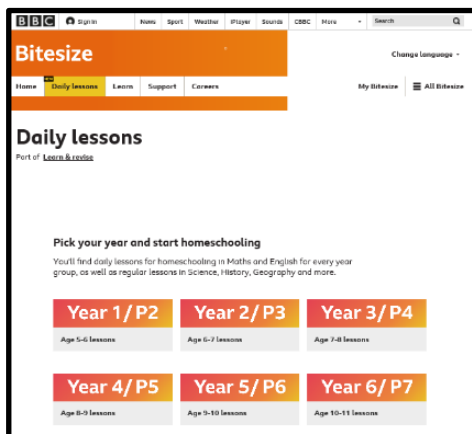 BBC Sign in News Sport Weather iPlayer Sounds CBBC More Search
Bitesize
Change language
NEW
Home Daily lessons Learn Support Careers My Bitesize All Bitesize
Daily lessons
Part of Learn & revise
Pick your year and start homeschooling
You'll find daily lessons for homeschooling in Maths and English for every year
group, as well as regular lessons in Science, History, Geography and more.
Year 1/ P2 Year 2/ P3 Year 3/ P4
Age 5-6 lessons Age 6-7 lessons Age 7-8 lessons
Year 4/ P5 Year 5/ P6 Year 6/ P7
Age 8-9 lessons Age 9-10 lessons Age 10-11 lessons